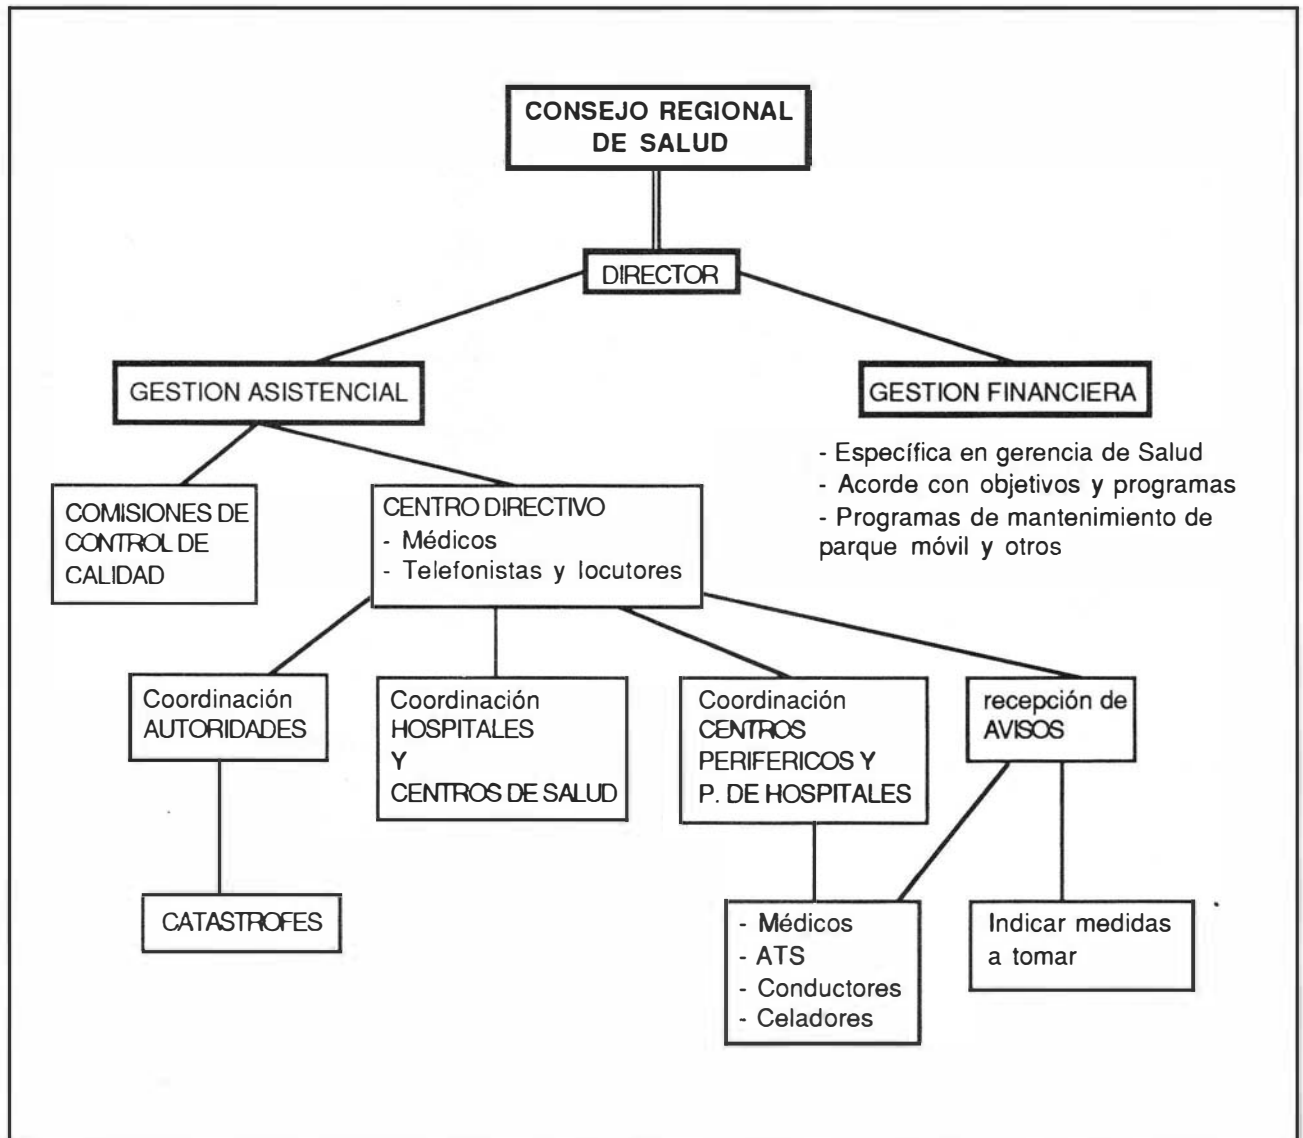 CONSEJO REGIONAL
DE SALUD
DIRECTOR
GESTION ASISTENCIAL
GESTION FINANCIERA
- Específica en gerencia de Salud
- Acorde con objetivos y programas
- Programas de mantenimiento de
parque móvil y otros
COMISIONES DE
CONTROL DE
CALIDAD
CENTRO DIRECTIVO
- Médicos
- Telefonistas y locutores
Coordinación
AUTORIDADES
Coordinación
HOSPITALES
Y
CENTROS DE SALUD
Coordinación
CENTROS
PERIFERICOS Y
P. DE HOSPITALES
recepción de
AVISOS
CATASTROFES
- Médicos
- ATS
- Conductores
- Celadores
Indicar medidas
a tomar